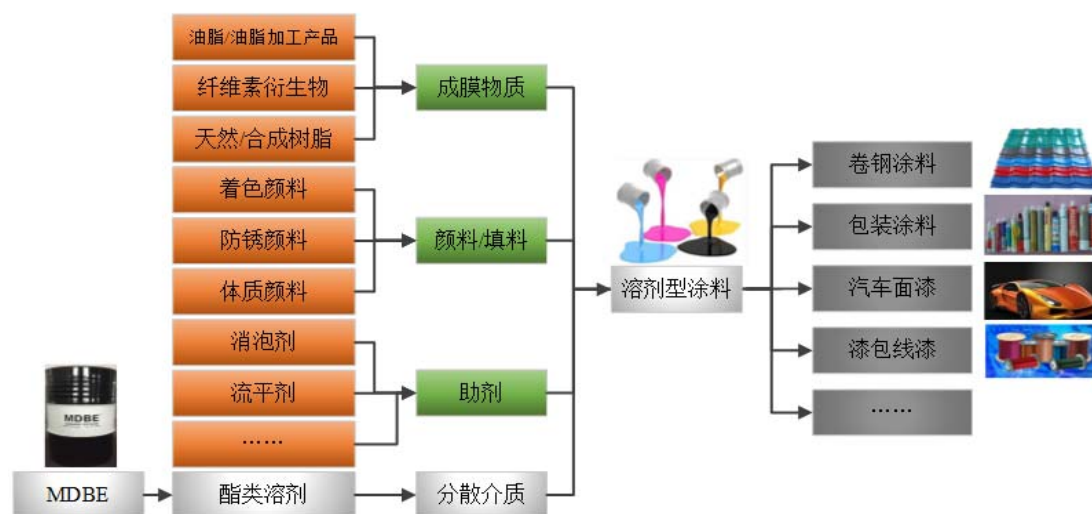 油脂/油脂加工产品
纤维素衍生物
天然/合成树脂
成膜物质
着色颜料
防锈颜料
体质颜料
颜料/填料
消泡剂
流平剂
……
助剂
MDBE
MDBE
酯类溶剂
分散介质
溶剂型涂料
卷钢涂料
包装涂料
汽车面漆
漆包线漆
……